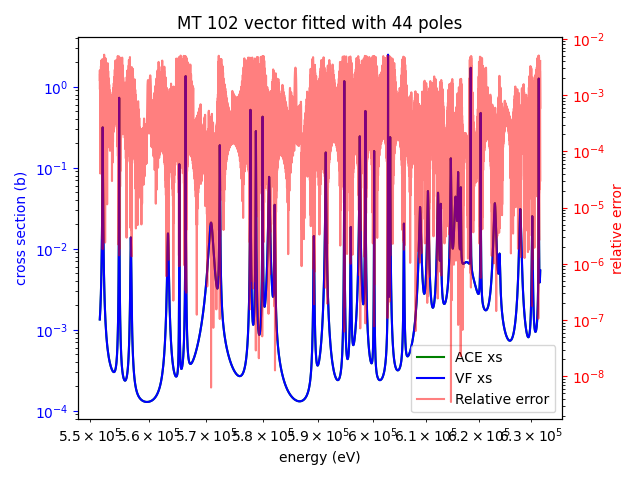 MT 102 vector fitted with 44 poles
cross section (b)
10⁰
10⁻¹
10⁻²
10⁻³
10⁻⁴
relative error
10⁻²
10⁻³
10⁻⁴
10⁻⁵
10⁻⁶
10⁻⁷
10⁻⁸
ACE xs
VF xs
Relative error
5.5 × 10⁵ 5.6 × 10⁵ 5.7 × 10⁵ 5.8 × 10⁵ 5.9 × 10⁵ 6 × 10⁵ 6.1 × 10⁵ 6.2 × 10⁵ 6.3 × 10⁵
energy (eV)